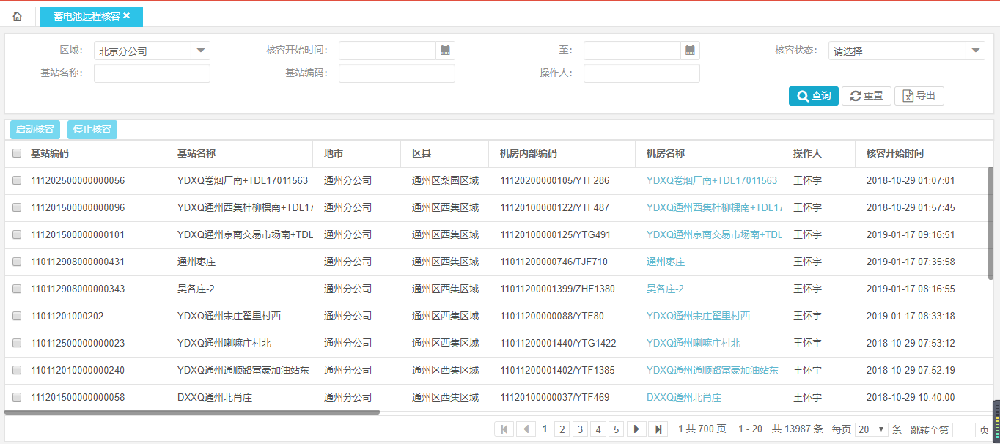 蓄电池远程核容 ×
区域: 北京分公司 核容开始时间: 至: 核容状态: 请选择
基站名称: 基站编码: 操作人:
查询 重置 导出
启动核容 停止核容
基站编码 基站名称 地市 区县 机房内部编码 机房名称 操作人 核容开始时间
111202500000000056 YDXQ卷烟厂南+TDL17011563 通州分公司 通州区梨园区域 11120200000105/YTF286 YDXQ卷烟厂南+TDL17011563 王怀宇 2018-10-29 01:07:01
111201500000000096 YDXQ通州西集杜柳棵南+TDL17 通州分公司 通州区西集区域 11120100000122/YTF487 YDXQ通州西集杜柳棵南+TDL17 王怀宇 2018-10-29 01:57:45
111201500000000101 YDXQ通州京南交易市场南+TDL 通州分公司 通州区西集区域 11120100000125/YTG491 YDXQ通州京南交易市场南+TDL 王怀宇 2019-01-17 09:16:51
110112908000000431 通州枣庄 通州分公司 通州区西集区域 11011200000746/TJF710 通州枣庄 王怀宇 2019-01-17 07:35:58
110112908000000343 吴各庄-2 通州分公司 通州区西集区域 11011200001399/ZHF1380 吴各庄-2 王怀宇 2019-01-17 08:16:55
11011201000202 YDXQ通州宋庄翟里村西 通州分公司 通州区西集区域 11011200000088/YTF80 YDXQ通州宋庄翟里村西 王怀宇 2019-01-17 08:33:18
110112500000000023 YDXQ通州喇嘛庄村北 通州分公司 通州区西集区域 11011200001440/YTG1422 YDXQ通州喇嘛庄村北 王怀宇 2018-10-29 07:53:12
110112010000000240 YDXQ通州通顺路富豪加油站东 通州分公司 通州区西集区域 11011200001402/YTF1385 YDXQ通州通顺路富豪加油站东 王怀宇 2018-10-29 07:52:19
111201500000000058 DXXQ通州北肖庄 通州分公司 通州区西集区域 11120100000037/YTF469 DXXQ通州北肖庄 王怀宇 2018-10-29 10:40:00
1 2 3 4 5 1 共 700 页 1 - 20 共 13987 条 每页 20 条 跳转至第 页